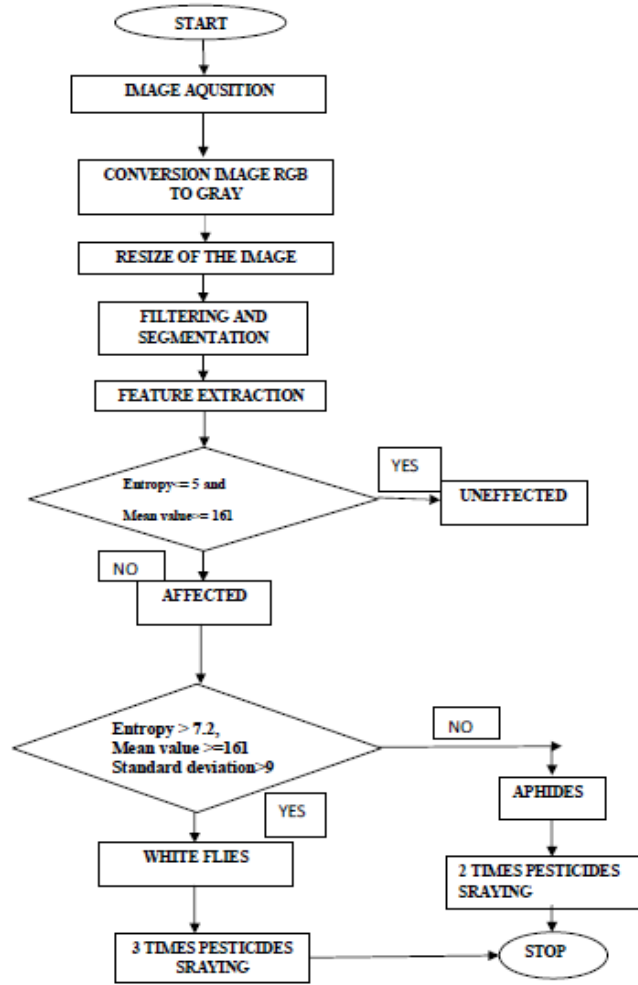 START
IMAGE AQUSITION
CONVERSION IMAGE RGB
TO GRAY
RESIZE OF THE IMAGE
FILTERING AND
SEGMENTATION
FEATURE EXTRACTION
Entropy<= 5 and
Mean value>= 161
YES
UNEFFECTED
NO
AFFECTED
Entropy > 7.2,
Mean value >=161
Standard deviation>9
NO
APHIDES
YES
WHITE FLIES
2 TIMES PESTICIDES
SRAYING
3 TIMES PESTICIDES
SRAYING
STOP